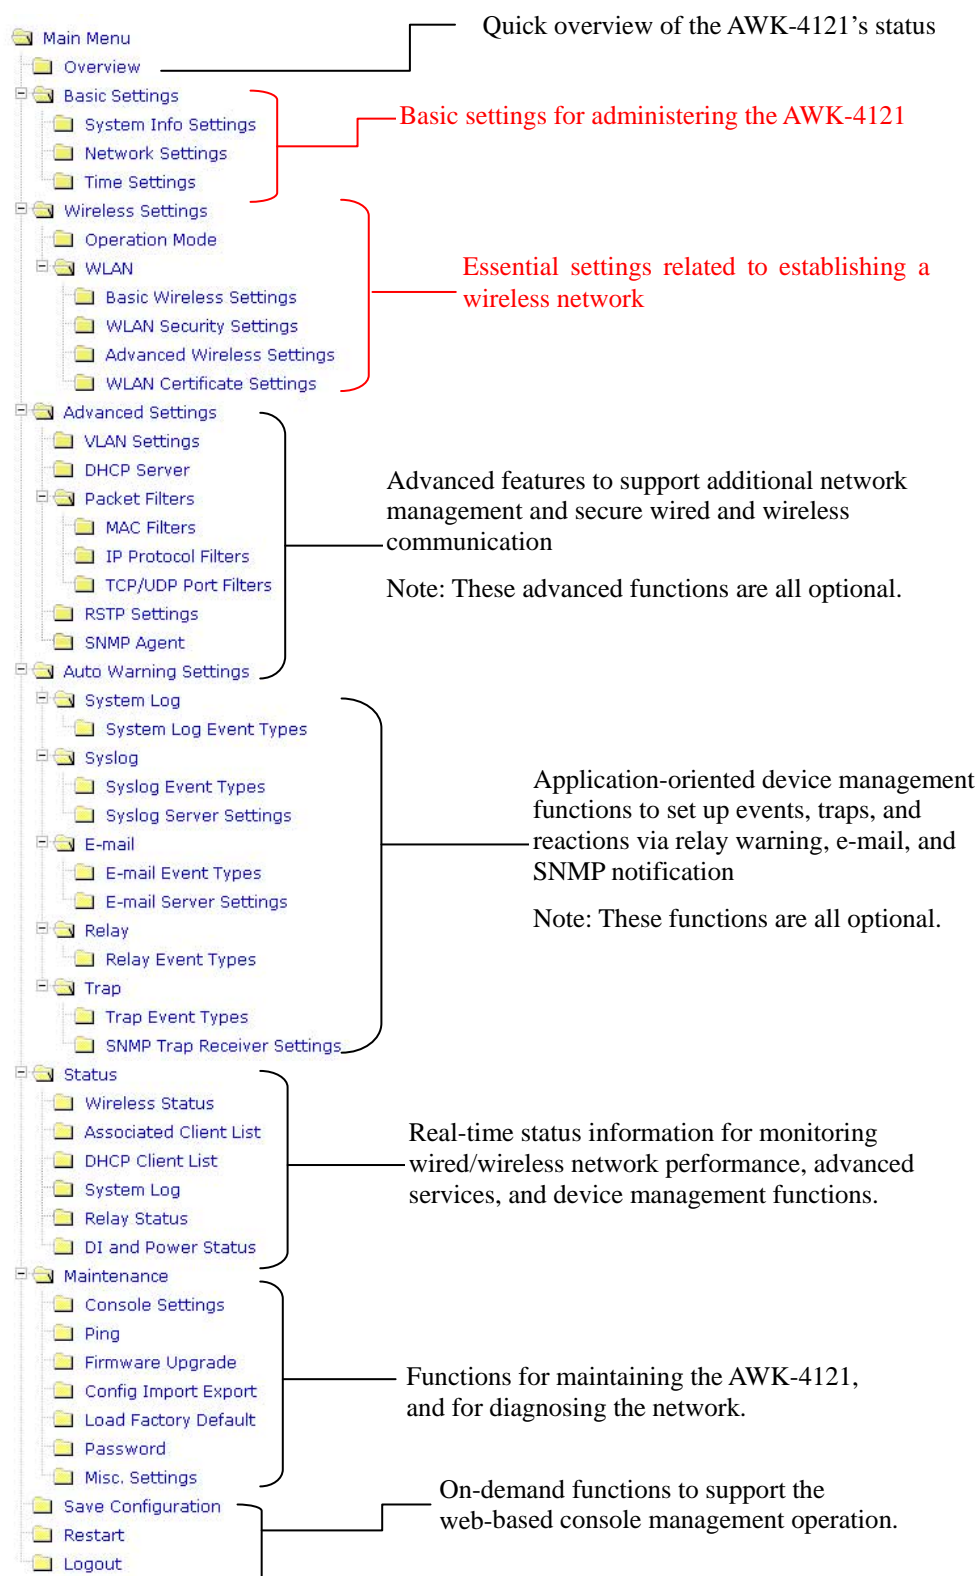 Quick overview of the AWK-4121's status
Main Menu
Overview
Basic Settings
Basic settings for administering the AWK-4121
System Info Settings
Network Settings
Time Settings
Wireless Settings
Operation Mode
WLAN
Essential settings related to establishing a
wireless network
Basic Wireless Settings
WLAN Security Settings
Advanced Wireless Settings
WLAN Certificate Settings
Advanced Settings
VLAN Settings
DHCP Server
Packet Filters
MAC Filters
IP Protocol Filters
TCP/UDP Port Filters
RSTP Settings
SNMP Agent
Advanced features to support additional network
management and secure wired and wireless
communication
Note: These advanced functions are all optional.
Auto Warning Settings
System Log
System Log Event Types
Syslog
Syslog Event Types
Syslog Server Settings
E-mail
E-mail Event Types
E-mail Server Settings
Relay
Relay Event Types
Trap
Trap Event Types
SNMP Trap Receiver Settings
Application-oriented device management
functions to set up events, traps, and
reactions via relay warning, e-mail, and
SNMP notification
Note: These functions are all optional.
Status
Wireless Status
Associated Client List
DHCP Client List
System Log
Relay Status
DI and Power Status
Real-time status information for monitoring
wired/wireless network performance, advanced
services, and device management functions.
Maintenance
Console Settings
Ping
Firmware Upgrade
Config Import Export
Load Factory Default
Password
Misc. Settings
Functions for maintaining the AWK-4121,
and for diagnosing the network.
Save Configuration
Restart
Logout
On-demand functions to support the
web-based console management operation.